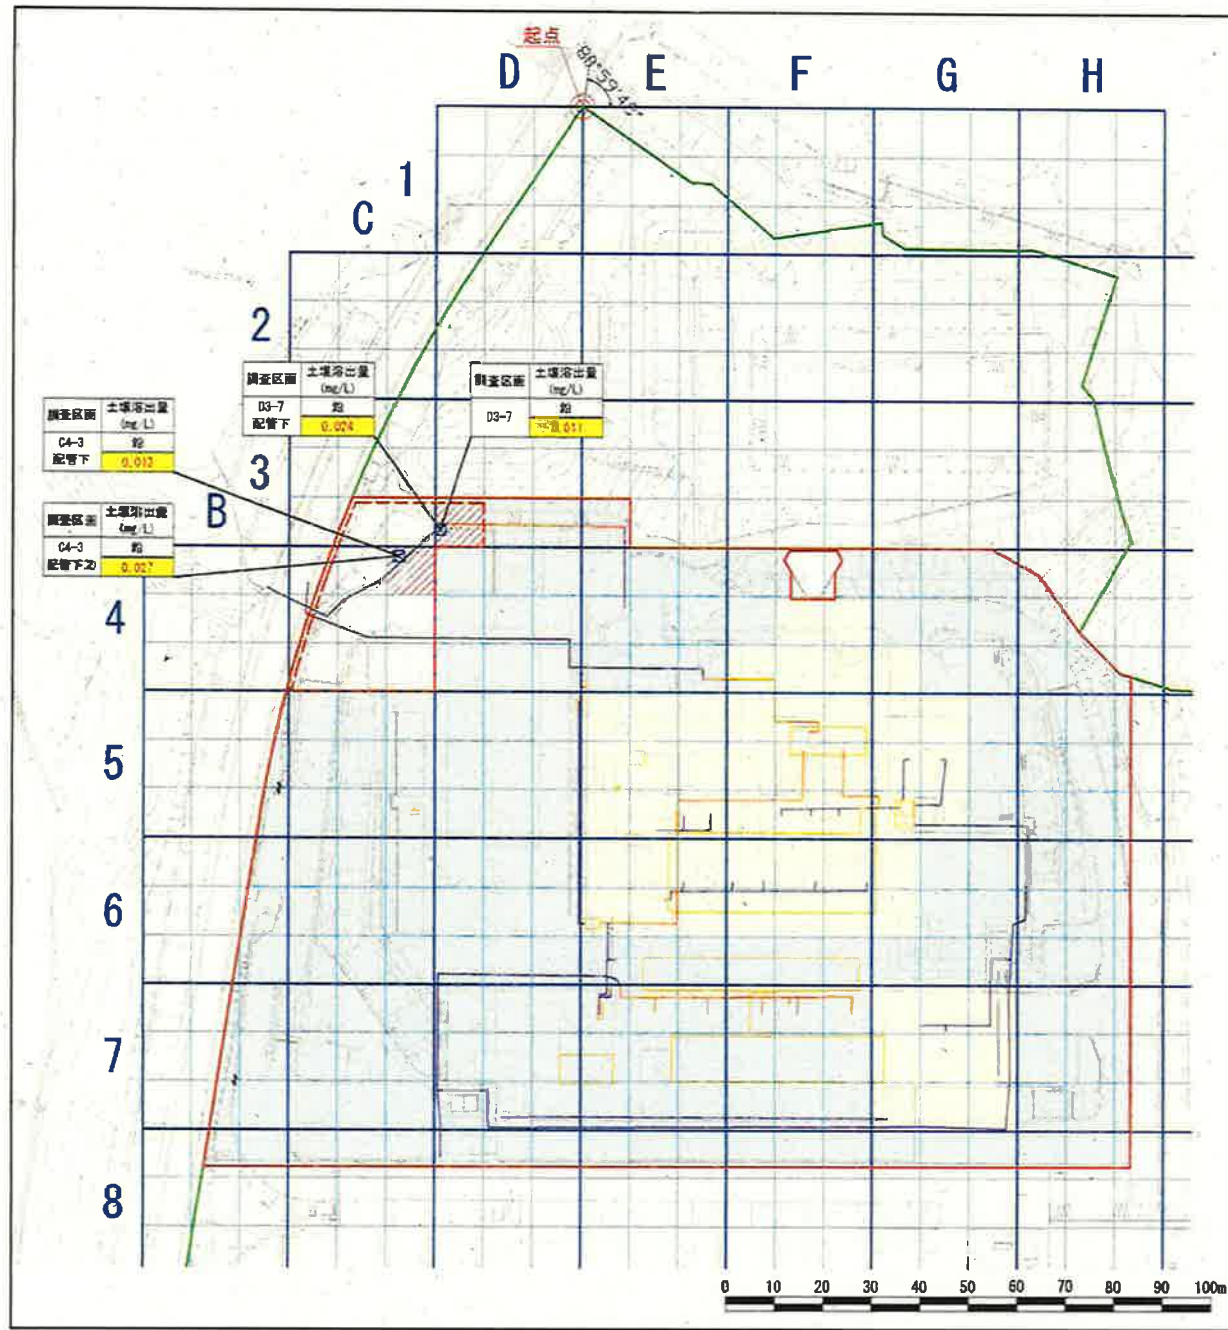 起点
D
E
F
G
H
1
C
2
調査区画 土壌溶出量
(mg/L)
D3-7 鉛
配管下 0.024
調査区画 土壌溶出量
(mg/L)
D3-7 鉛
0.011
調査区画 土壌溶出量
(mg/L)
C4-3 鉛
配管下
3
B
調査区画 土壌溶出量
(mg/L)
C4-3 鉛
配管下② 0.027
4
5
6
7
8
0 10 20 30 40 50 60 70 80 90 100m